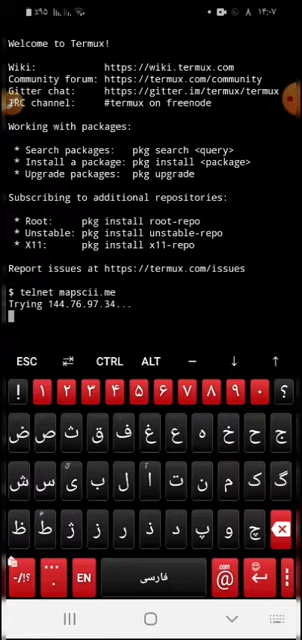 ٪۹۵
۱۴:۰۷
Welcome to Termux!
Wiki: https://wiki.termux.com
Community forum: https://termux.com/community
Gitter chat: https://gitter.im/termux/termux
IRC channel: #termux on freenode
Working with packages:
* Search packages: pkg search <query>
* Install a package: pkg install <package>
* Upgrade packages: pkg upgrade
Subscribing to additional repositories:
* Root: pkg install root-repo
* Unstable: pkg install unstable-repo
* X11: pkg install x11-repo
Report issues at https://termux.com/issues
$ telnet mapscii.me
Trying 144.76.97.34...
ESC ⇄ CTRL ALT — ↓ ↑
! ۱ ۲ ۳ ۴ ۵ ۶ ۷ ۸ ۹ ۰ ؟
ض ص ث ق ف غ ع ه خ ح ج
ش س ی ب ل ا ت ن م ک گ
ظ ط ژ ز ر ذ د پ و چ
EN فارسی @